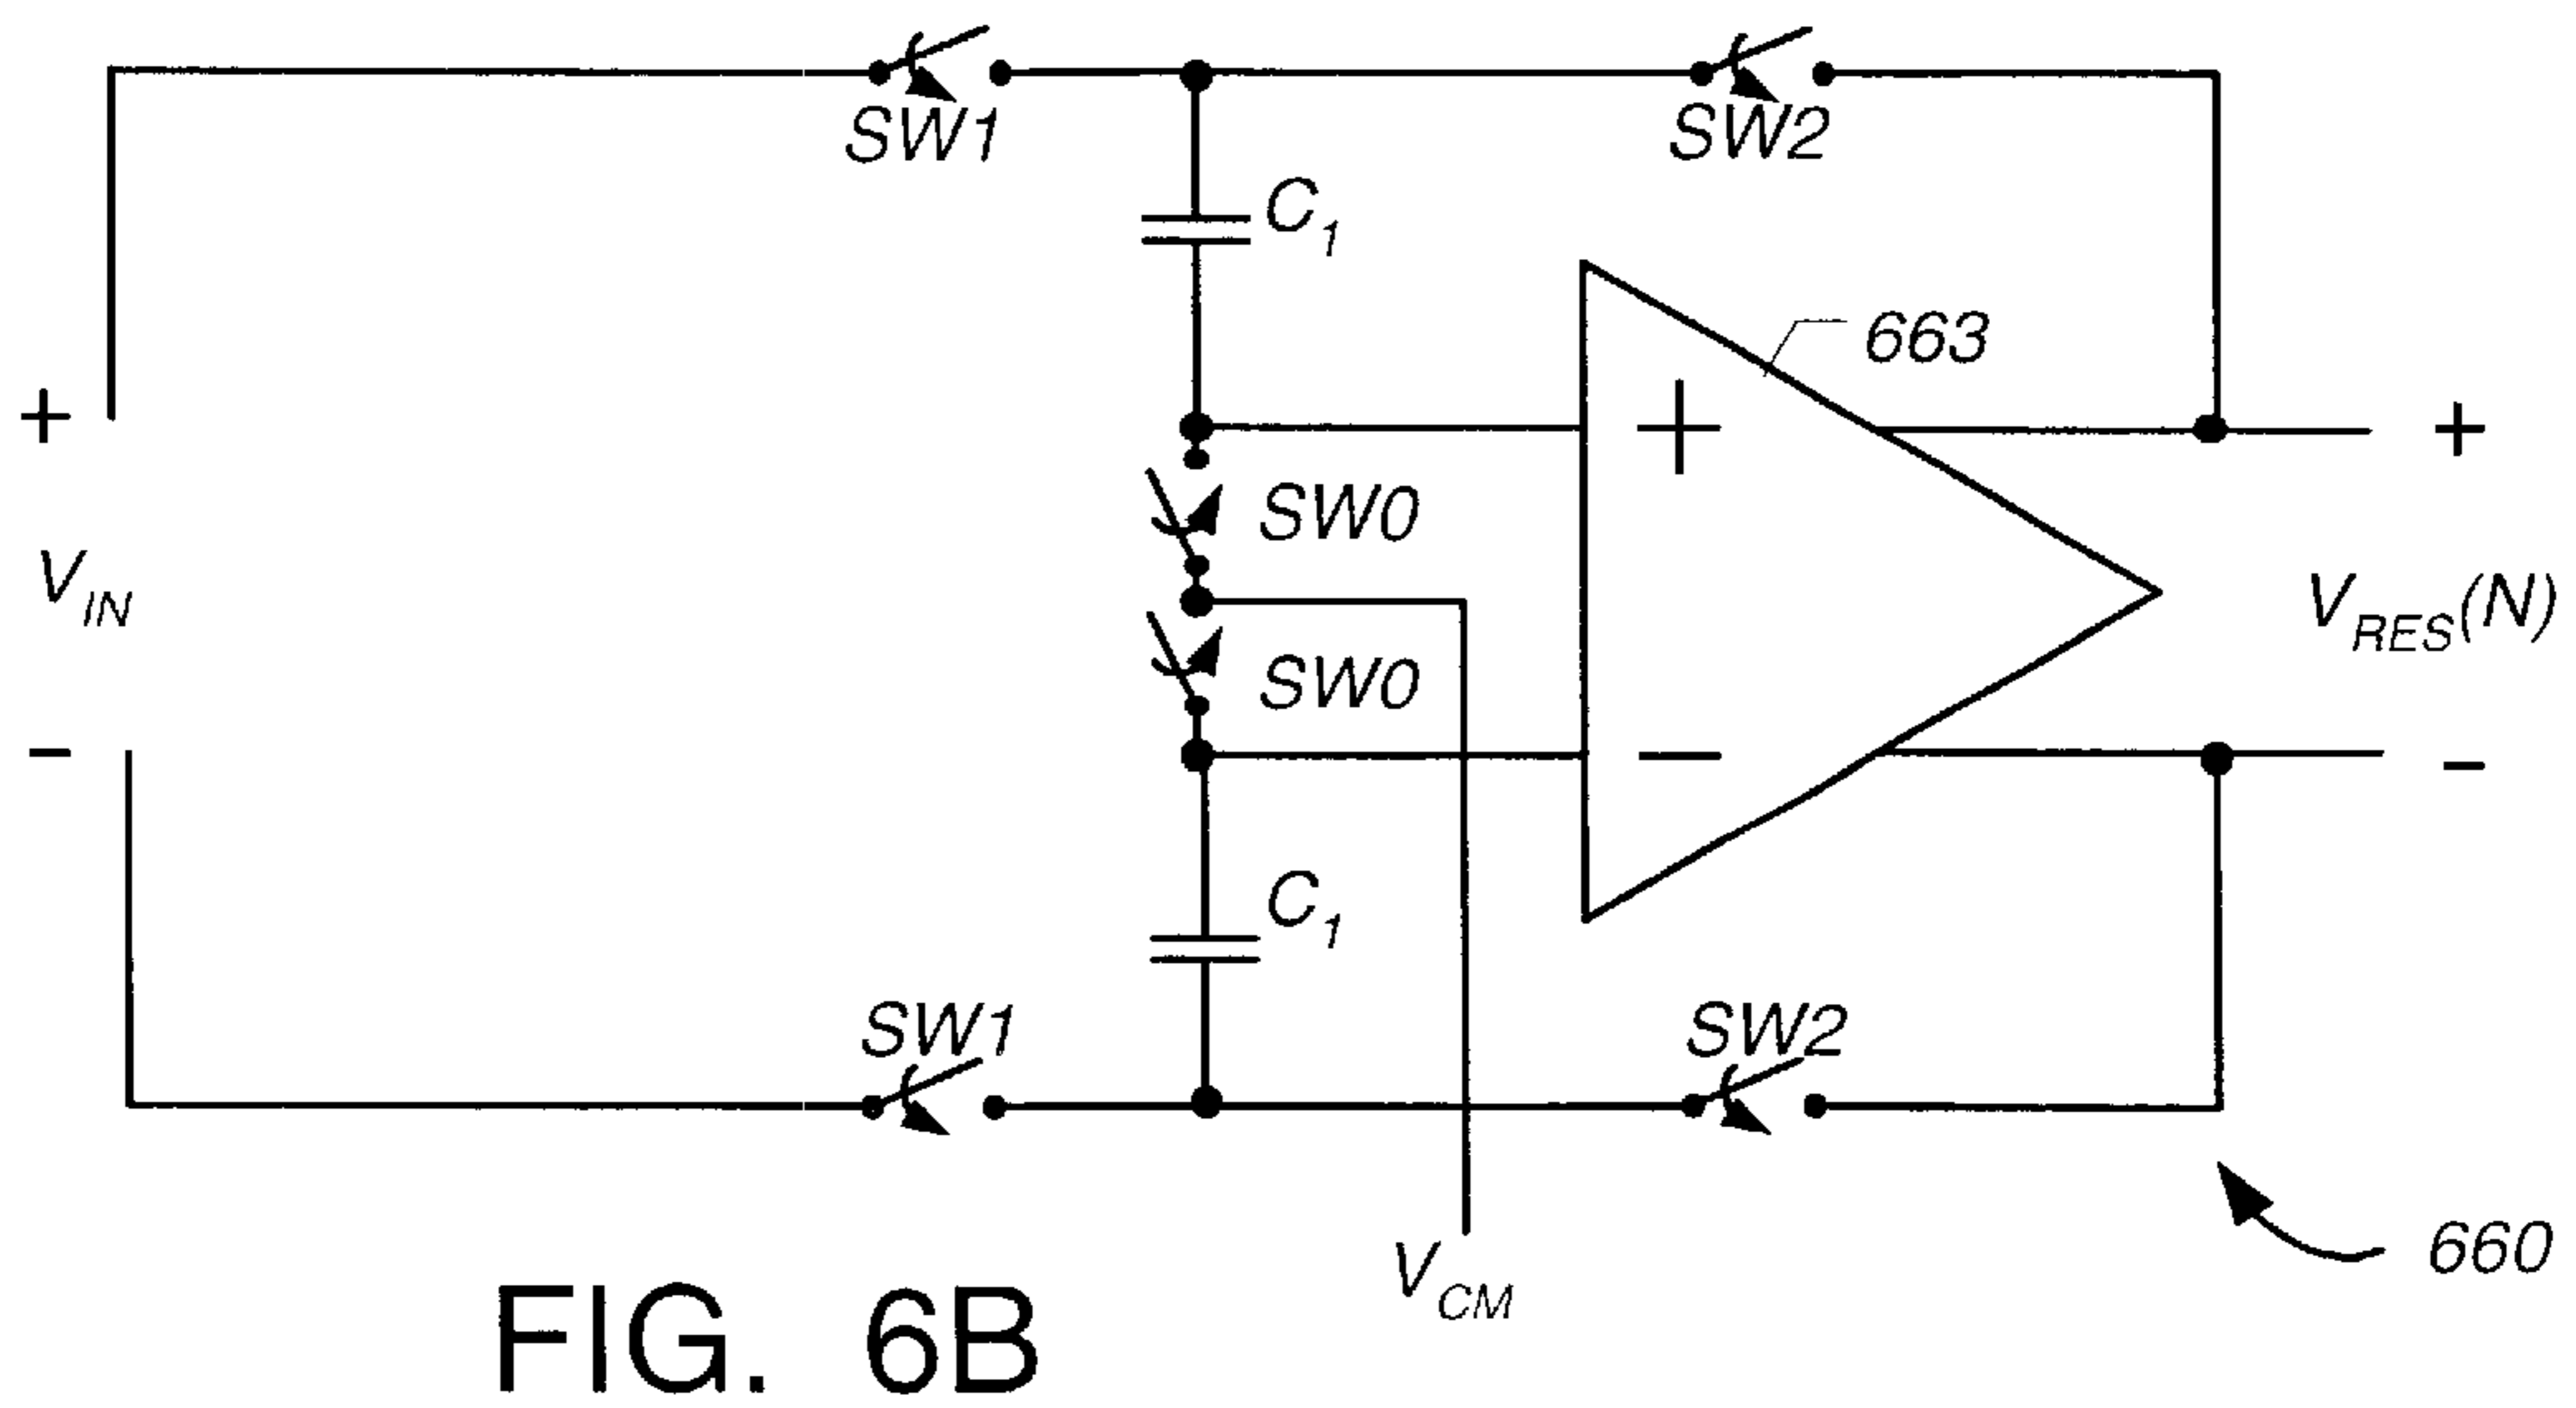 SW1
SW2
C1
663
+
+
+
SW0
VIN
VRES(N)
SW0
-
-
-
C1
SW1
SW2
660
VCM
FIG. 6B